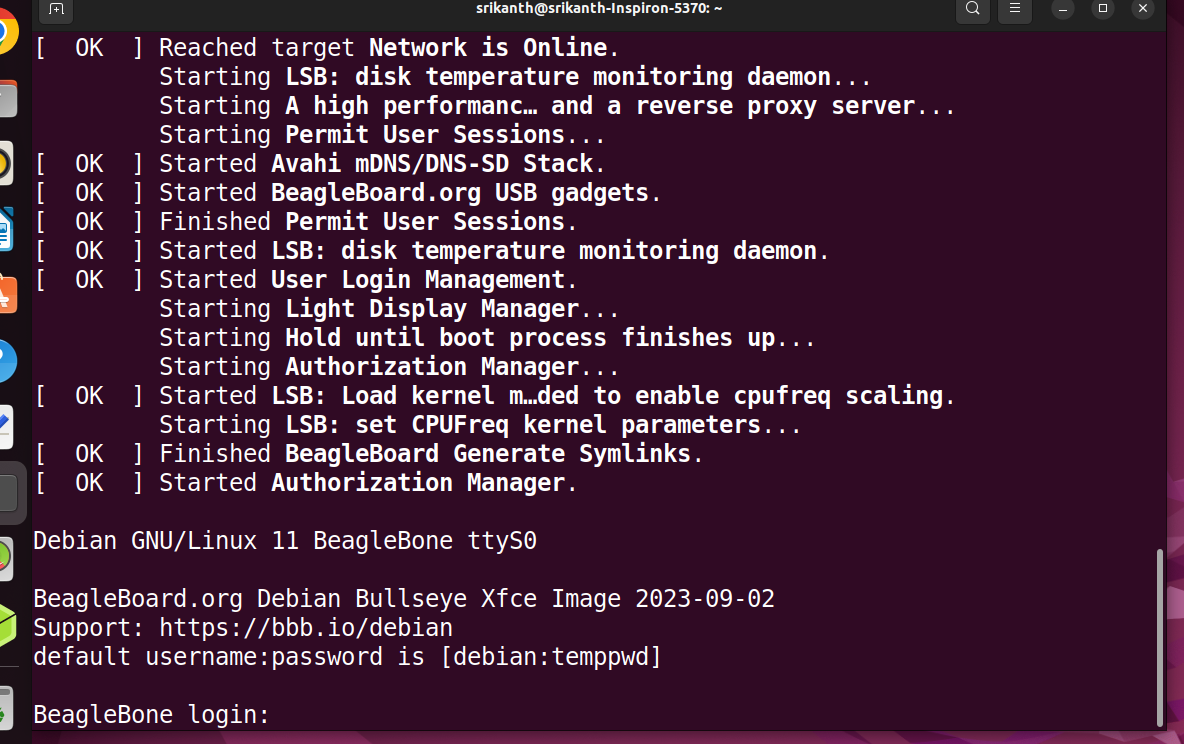 srikanth@srikanth-Inspiron-5370: ~
[  OK  ] Reached target Network is Online.
         Starting LSB: disk temperature monitoring daemon...
         Starting A high performanc… and a reverse proxy server...
         Starting Permit User Sessions...
[  OK  ] Started Avahi mDNS/DNS-SD Stack.
[  OK  ] Started BeagleBoard.org USB gadgets.
[  OK  ] Finished Permit User Sessions.
[  OK  ] Started LSB: disk temperature monitoring daemon.
[  OK  ] Started User Login Management.
         Starting Light Display Manager...
         Starting Hold until boot process finishes up...
         Starting Authorization Manager...
[  OK  ] Started LSB: Load kernel m…ded to enable cpufreq scaling.
         Starting LSB: set CPUFreq kernel parameters...
[  OK  ] Finished BeagleBoard Generate Symlinks.
[  OK  ] Started Authorization Manager.
Debian GNU/Linux 11 BeagleBone ttyS0
BeagleBoard.org Debian Bullseye Xfce Image 2023-09-02
Support: https://bbb.io/debian
default username:password is [debian:temppwd]
BeagleBone login: